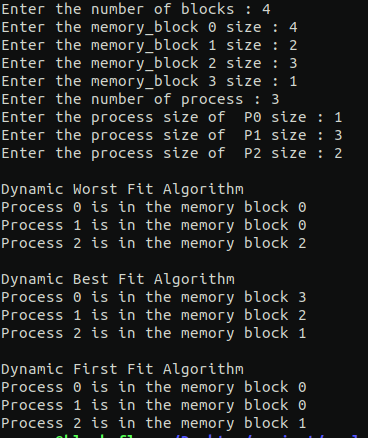 Enter the number of blocks : 4
Enter the memory_block 0 size : 4
Enter the memory_block 1 size : 2
Enter the memory_block 2 size : 3
Enter the memory_block 3 size : 1
Enter the number of process : 3
Enter the process size of  P0 size : 1
Enter the process size of  P1 size : 3
Enter the process size of  P2 size : 2
Dynamic Worst Fit Algorithm
Process 0 is in the memory block 0
Process 1 is in the memory block 0
Process 2 is in the memory block 2
Dynamic Best Fit Algorithm
Process 0 is in the memory block 3
Process 1 is in the memory block 2
Process 2 is in the memory block 1
Dynamic First Fit Algorithm
Process 0 is in the memory block 0
Process 1 is in the memory block 0
Process 2 is in the memory block 1